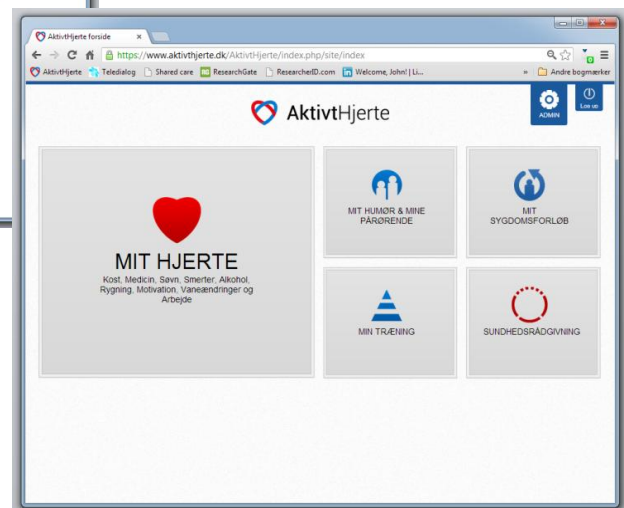 AktivtHjerte forside
https://www.aktivthjerte.dk/AktivtHjerte/index.php/site/index
AktivtHjerte Teledialog Shared care ResearchGate ResearcherID.com Welcome, John! | Li... » Andre bogmærker
AktivtHjerte
ADMIN
MIT HJERTE
Kost, Medicin, Søvn, Smerter, Alkohol,
Rygning, Motivation, Vaneændringer og
Arbejde
MIT HUMØR & MINE
PÅRØRENDE
MIT
SYGDOMSFORLØB
MIN TRÆNING
SUNDHEDSRÅDGIVNING